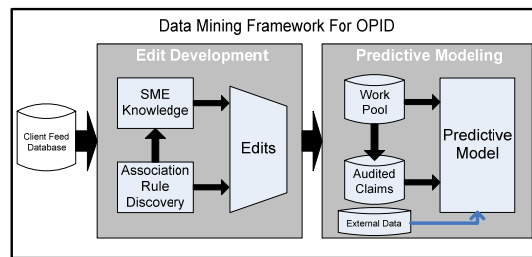 Data Mining Framework For OPID
Edit Development
Predictive Modeling
Client Feed
Database
SME
Knowledge
Association
Rule
Discovery
Edits
Work
Pool
Audited
Claims
External Data
Predictive
Model